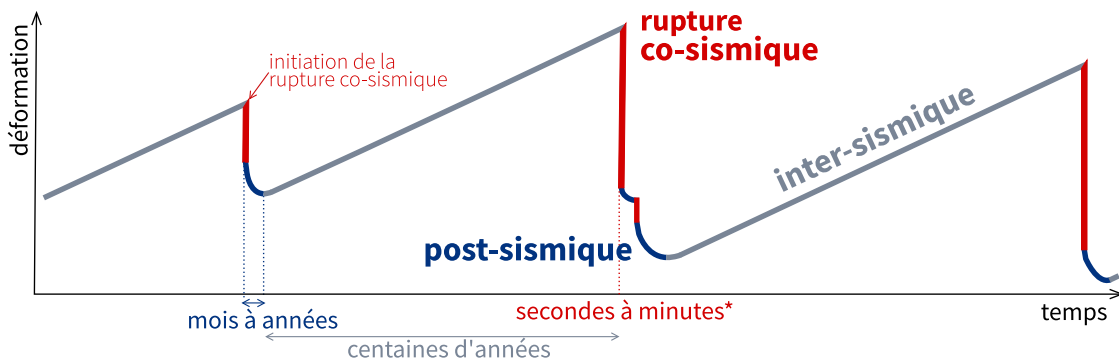 déformation
initiation de la
rupture co-sismique
rupture
co-sismique
inter-sismique
post-sismique
mois à années
secondes à minutes*
temps
centaines d'années